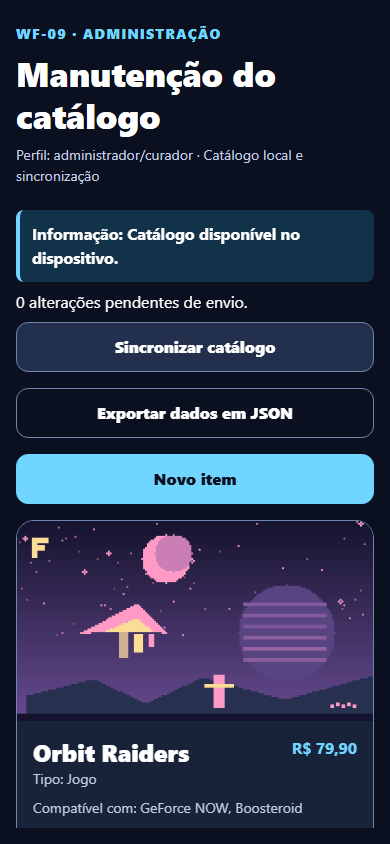 WF-09 · ADMINISTRAÇÃO
Manutenção do
catálogo
Perfil: administrador/curador · Catálogo local e
sincronização
Informação: Catálogo disponível no
dispositivo.
0 alterações pendentes de envio.
Sincronizar catálogo
Exportar dados em JSON
Novo item
F
Orbit Raiders
R$ 79,90
Tipo: Jogo
Compatível com: GeForce NOW, Boosteroid